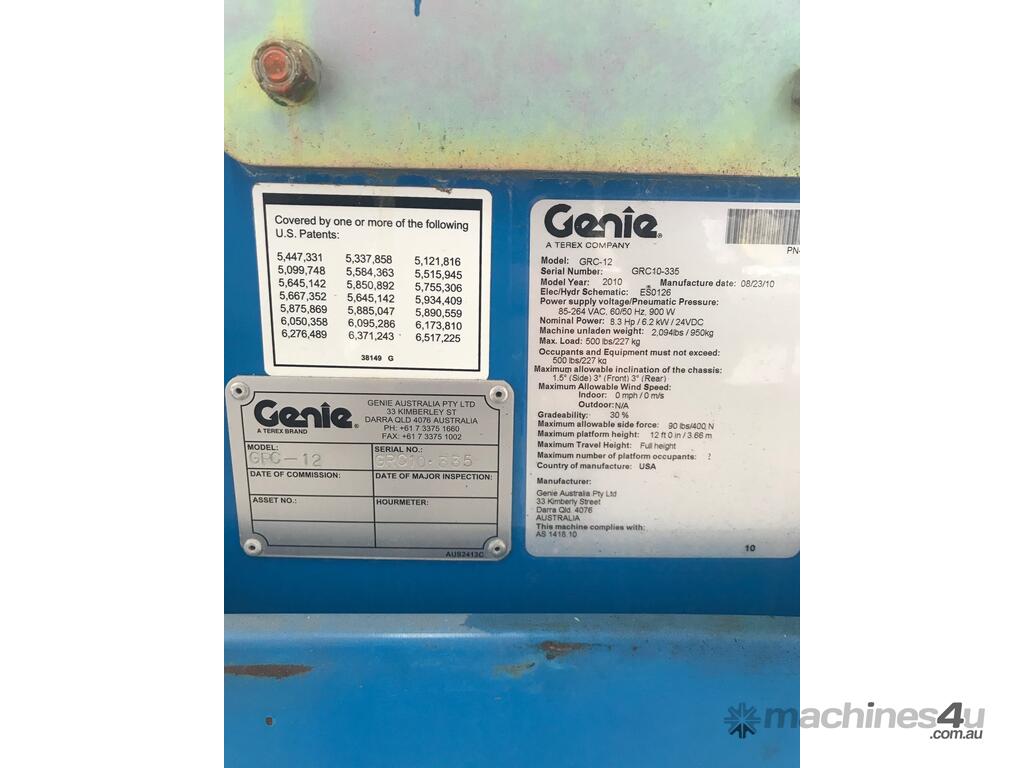 Covered by one or more of the following
U.S. Patents:
5,447,331 5,337,858 5,121,816
5,099,748 5,584,363 5,515,945
5,645,142 5,850,892 5,755,306
5,667,352 5,645,142 5,934,409
5,875,869 5,885,047 5,890,559
6,050,358 6,095,286 6,173,810
6,276,489 6,371,243 6,517,225
38149 G
Genie®
A TEREX BRAND
GENIE AUSTRALIA PTY LTD
33 KIMBERLEY ST
DARRA QLD 4076 AUSTRALIA
PH: +61 7 3375 1660
FAX: +61 7 3375 1002
MODEL: SERIAL NO.:
GRC-12 GRC10-335
DATE OF COMMISSION: DATE OF MAJOR INSPECTION:
ASSET NO.: HOURMETER:
AUS2413C
Genie®
A TEREX COMPANY
PN-
Model: GRC-12
Serial Number: GRC10-335
Model Year: 2010 Manufacture date: 08/23/10
Elec/Hydr Schematic: ES0126
Power supply voltage/Pneumatic Pressure:
85-264 VAC, 60/50 Hz, 900 W
Nominal Power: 8.3 Hp / 6.2 kW / 24VDC
Machine unladen weight: 2,094lbs / 950kg
Max. Load: 500 lbs/227 kg
Occupants and Equipment must not exceed:
500 lbs/227 kg
Maximum allowable inclination of the chassis:
1.5° (Side) 3° (Front) 3° (Rear)
Maximum Allowable Wind Speed:
Indoor: 0 mph / 0 m/s
Outdoor: N/A
Gradeability: 30 %
Maximum allowable side force: 90 lbs/400 N
Maximum platform height: 12 ft 0 in / 3.66 m
Maximum Travel Height: Full height
Maximum number of platform occupants:
Country of manufacture: USA
Manufacturer:
Genie Australia Pty Ltd
33 Kimberly Street
Darra Qld. 4076
AUSTRALIA
This machine complies with:
AS 1418.10
10
machines4u
.com.au